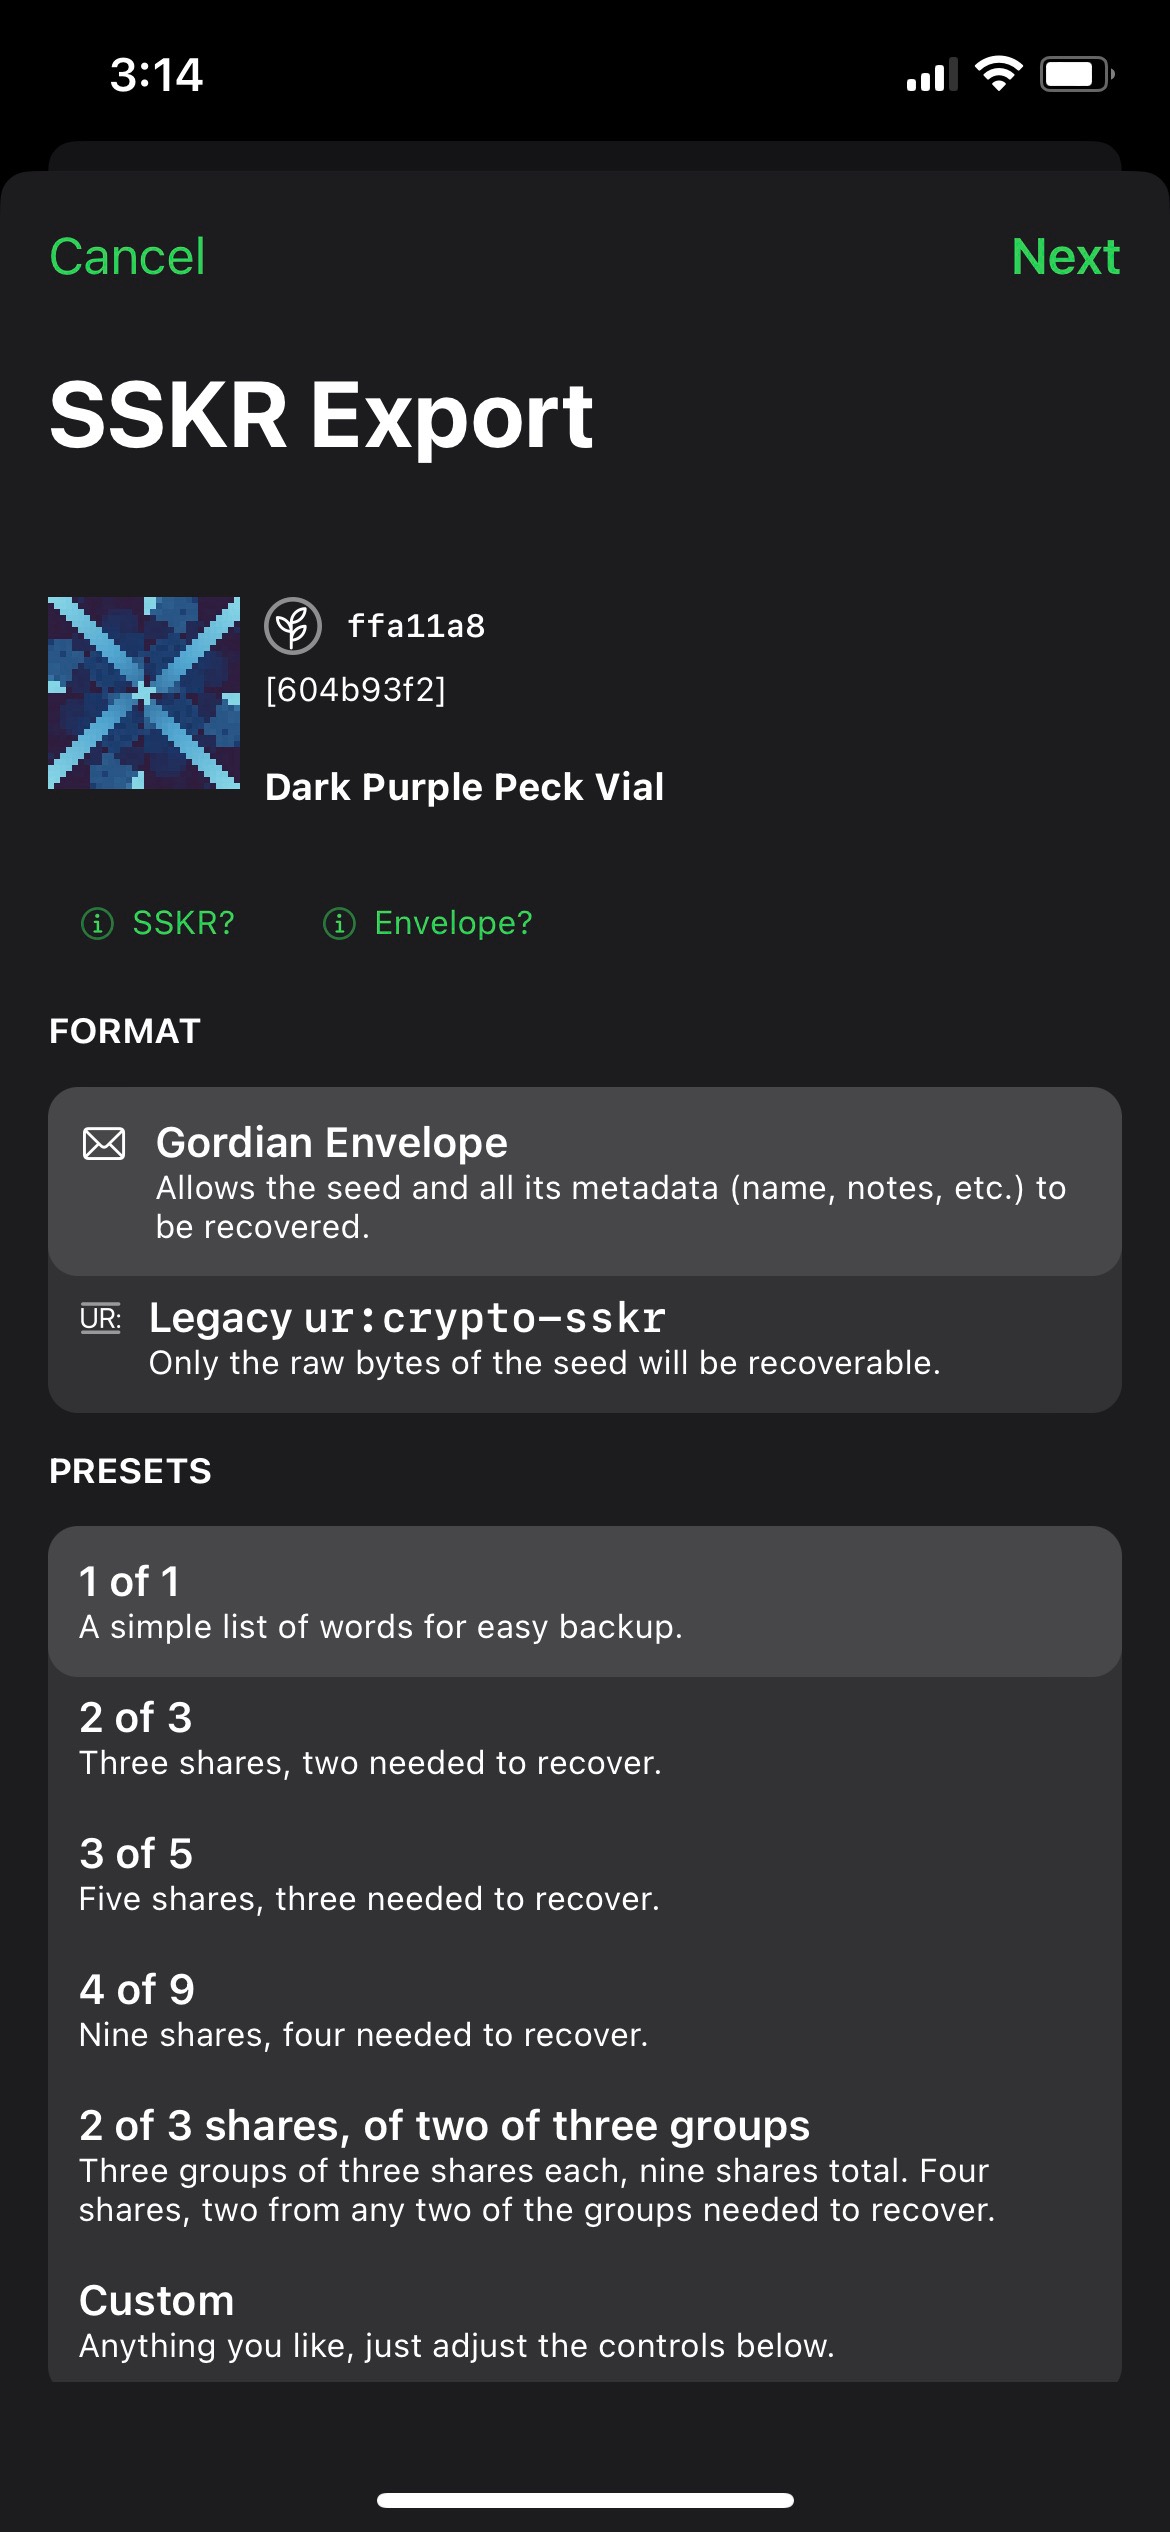 3:14
Cancel
Next
SSKR Export
ffa11a8
[604b93f2]
Dark Purple Peck Vial
SSKR?
Envelope?
FORMAT
Gordian Envelope
Allows the seed and all its metadata (name, notes, etc.) to
be recovered.
UR:
Legacy ur:crypto-sskr
Only the raw bytes of the seed will be recoverable.
PRESETS
1 of 1
A simple list of words for easy backup.
2 of 3
Three shares, two needed to recover.
3 of 5
Five shares, three needed to recover.
4 of 9
Nine shares, four needed to recover.
2 of 3 shares, of two of three groups
Three groups of three shares each, nine shares total. Four
shares, two from any two of the groups needed to recover.
Custom
Anything you like, just adjust the controls below.